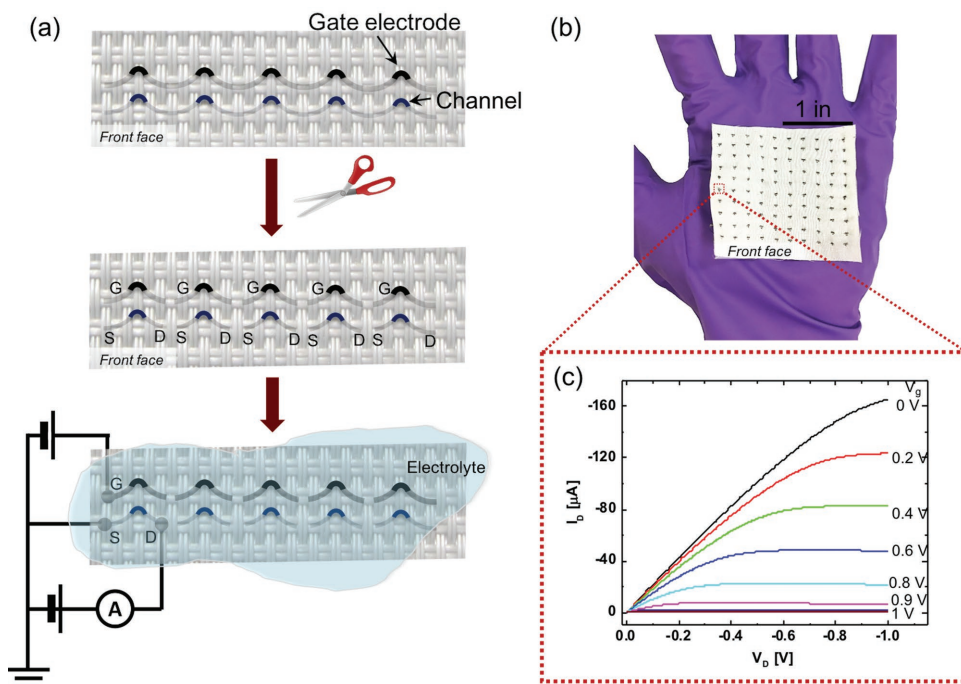 (a)
Gate electrode
Channel
Front face
G G G G G
S D S D S D S D S D
Front face
Electrolyte
G
S D
A
(b)
1 in
Front face
(c)
V_g
0 V
0.2 V
0.4 V
0.6 V
0.8 V
0.9 V
1 V
-160
-120
-80
-40
0
I_D [µA]
0.0 -0.2 -0.4 -0.6 -0.8 -1.0
V_D [V]